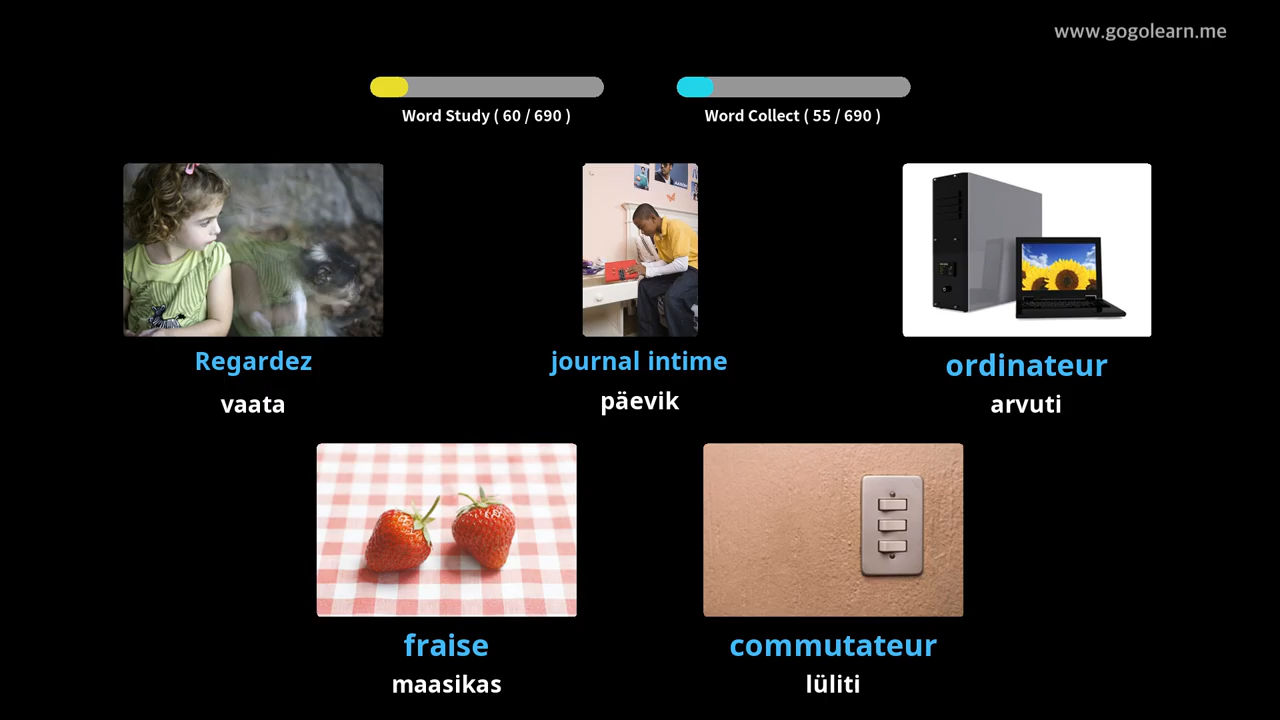 www.gogolearn.me
Word Study ( 60 / 690 )
Word Collect ( 55 / 690 )
Regardez
vaata
journal intime
päevik
ordinateur
arvuti
fraise
maasikas
commutateur
lüliti